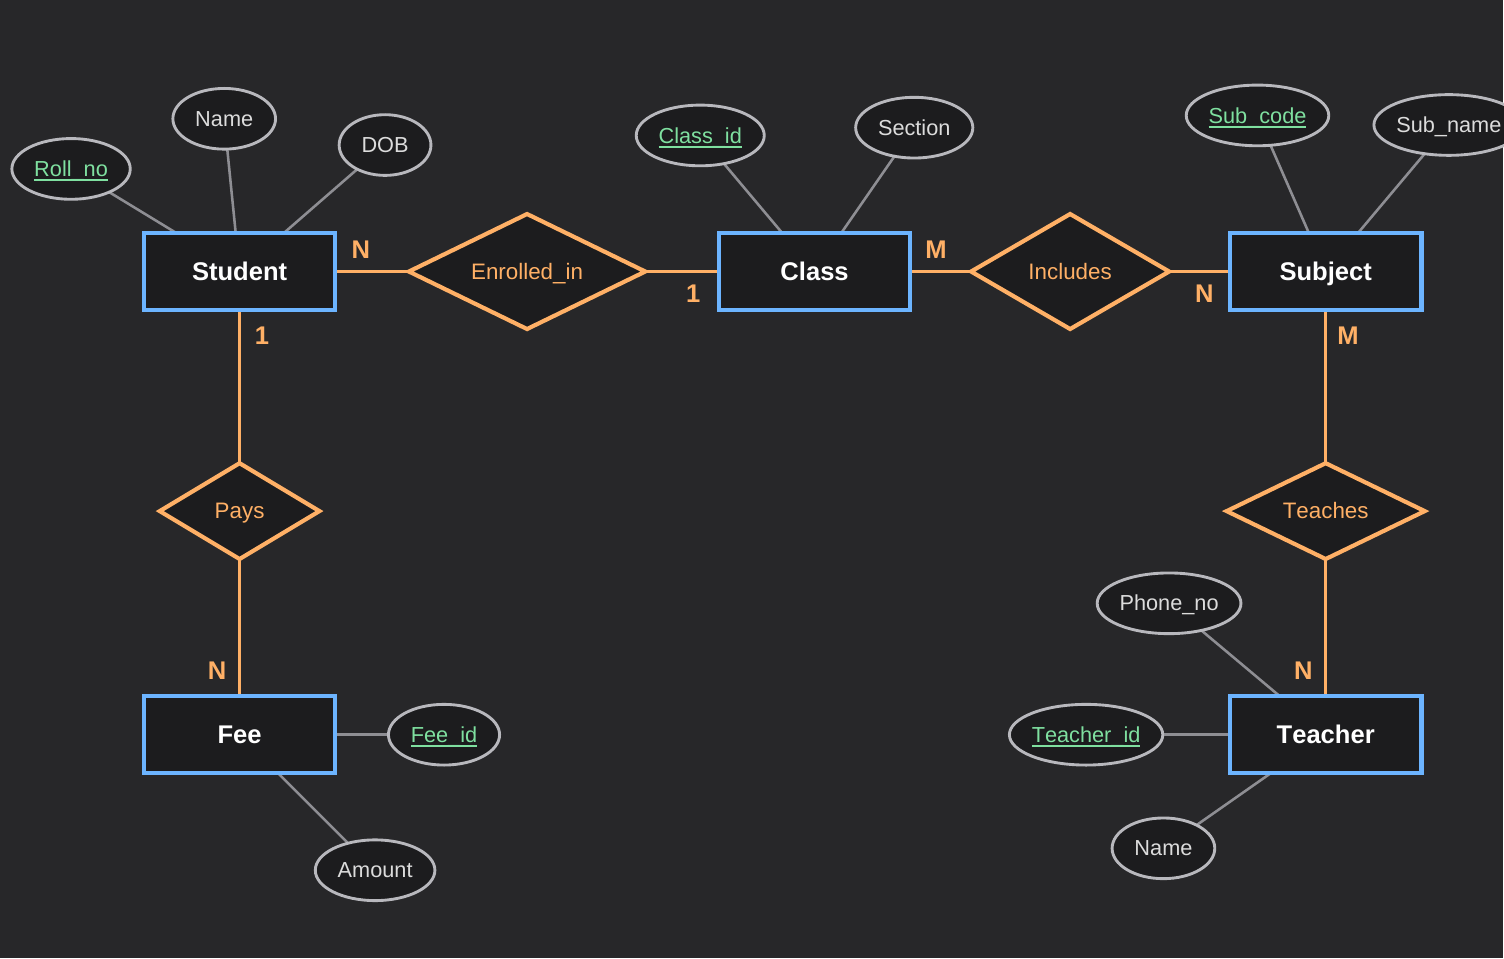 Name
DOB
Roll_no
Class_id
Section
Sub_code
Sub_name
Student
N
Enrolled_in
1
Class
M
Includes
N
Subject
1
M
Pays
Teaches
Phone_no
N
N
Fee
Fee_id
Teacher_id
Teacher
Name
Amount